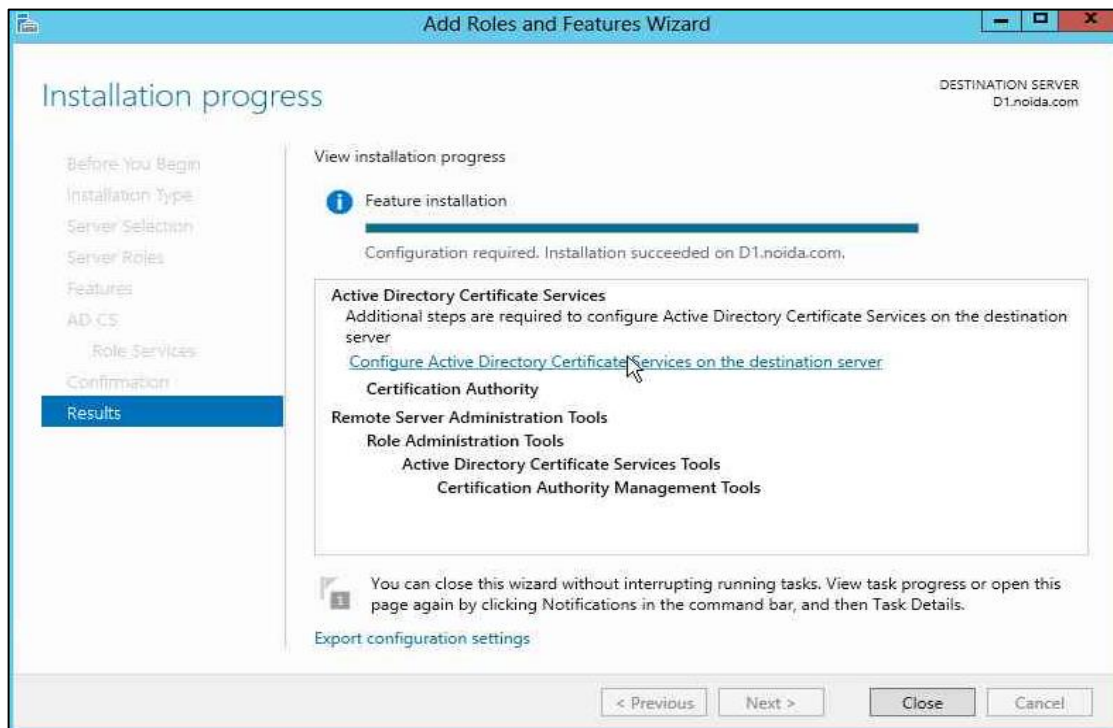 Add Roles and Features Wizard
Installation progress
DESTINATION SERVER
D1.noida.com
Before You Begin
Installation Type
Server Selection
Server Roles
Features
AD CS
Role Services
Confirmation
Results
View installation progress
Feature installation
Configuration required. Installation succeeded on D1.noida.com.
Active Directory Certificate Services
Additional steps are required to configure Active Directory Certificate Services on the destination
server
Configure Active Directory Certificate Services on the destination server
Certification Authority
Remote Server Administration Tools
Role Administration Tools
Active Directory Certificate Services Tools
Certification Authority Management Tools
1
You can close this wizard without interrupting running tasks. View task progress or open this
page again by clicking Notifications in the command bar, and then Task Details.
Export configuration settings
< Previous
Next >
Close
Cancel